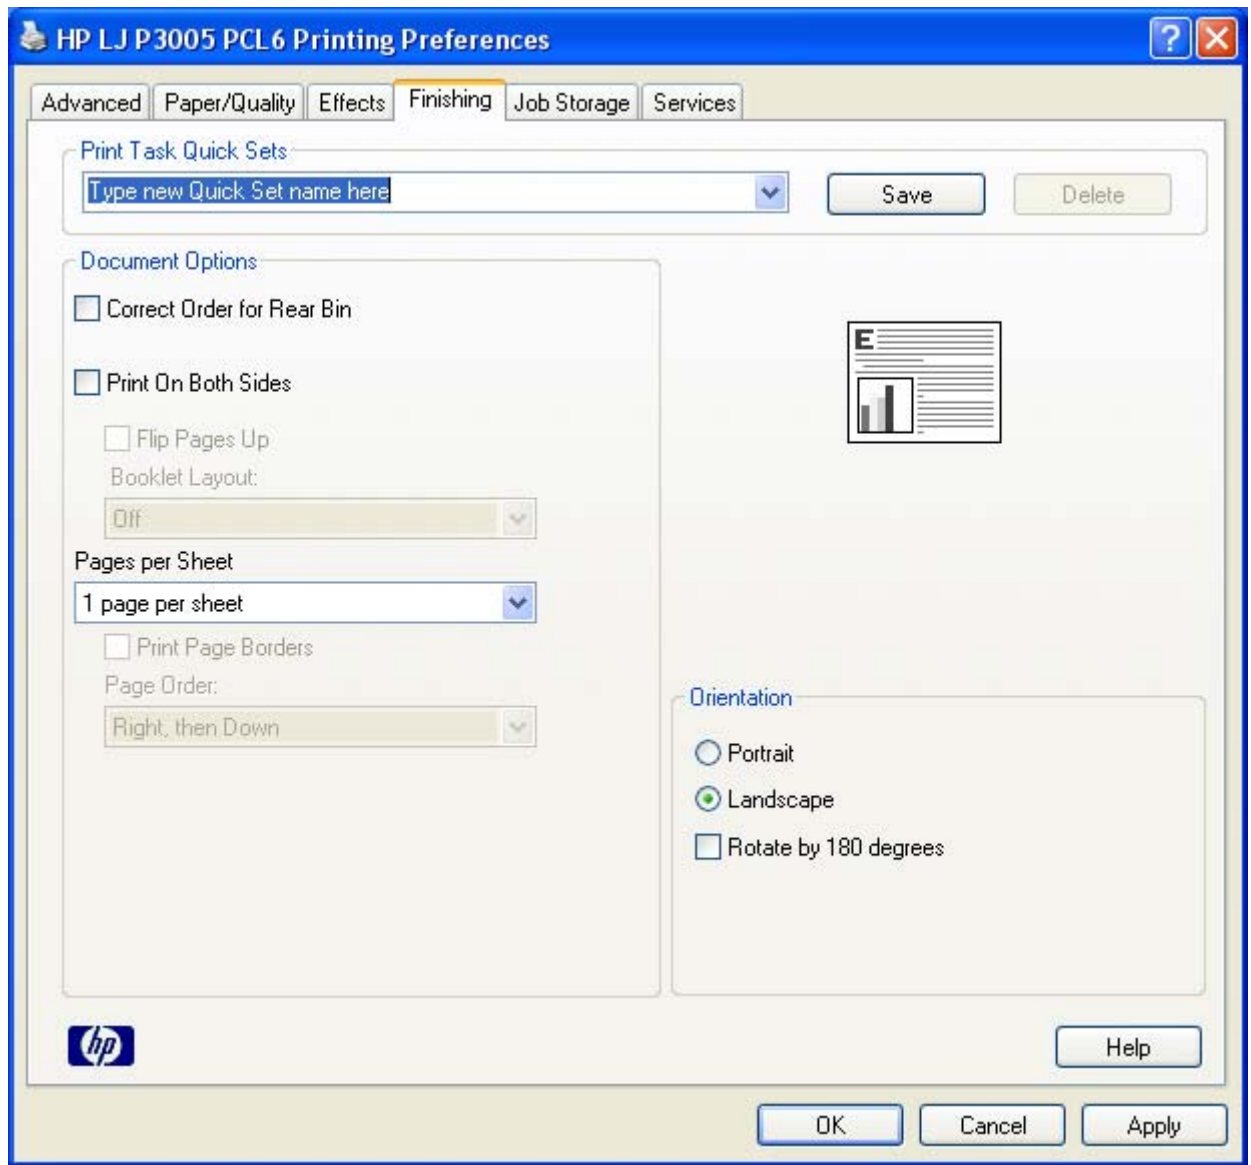 HP LJ P3005 PCL6 Printing Preferences
?
Advanced Paper/Quality Effects Finishing Job Storage Services
Print Task Quick Sets
Type new Quick Set name here
Save Delete
Document Options
Correct Order for Rear Bin
E
Print On Both Sides
Flip Pages Up
Booklet Layout:
Off
Pages per Sheet
1 page per sheet
Print Page Borders
Page Order:
Right, then Down
Orientation
Portrait
Landscape
Rotate by 180 degrees
hp
Help
OK Cancel Apply